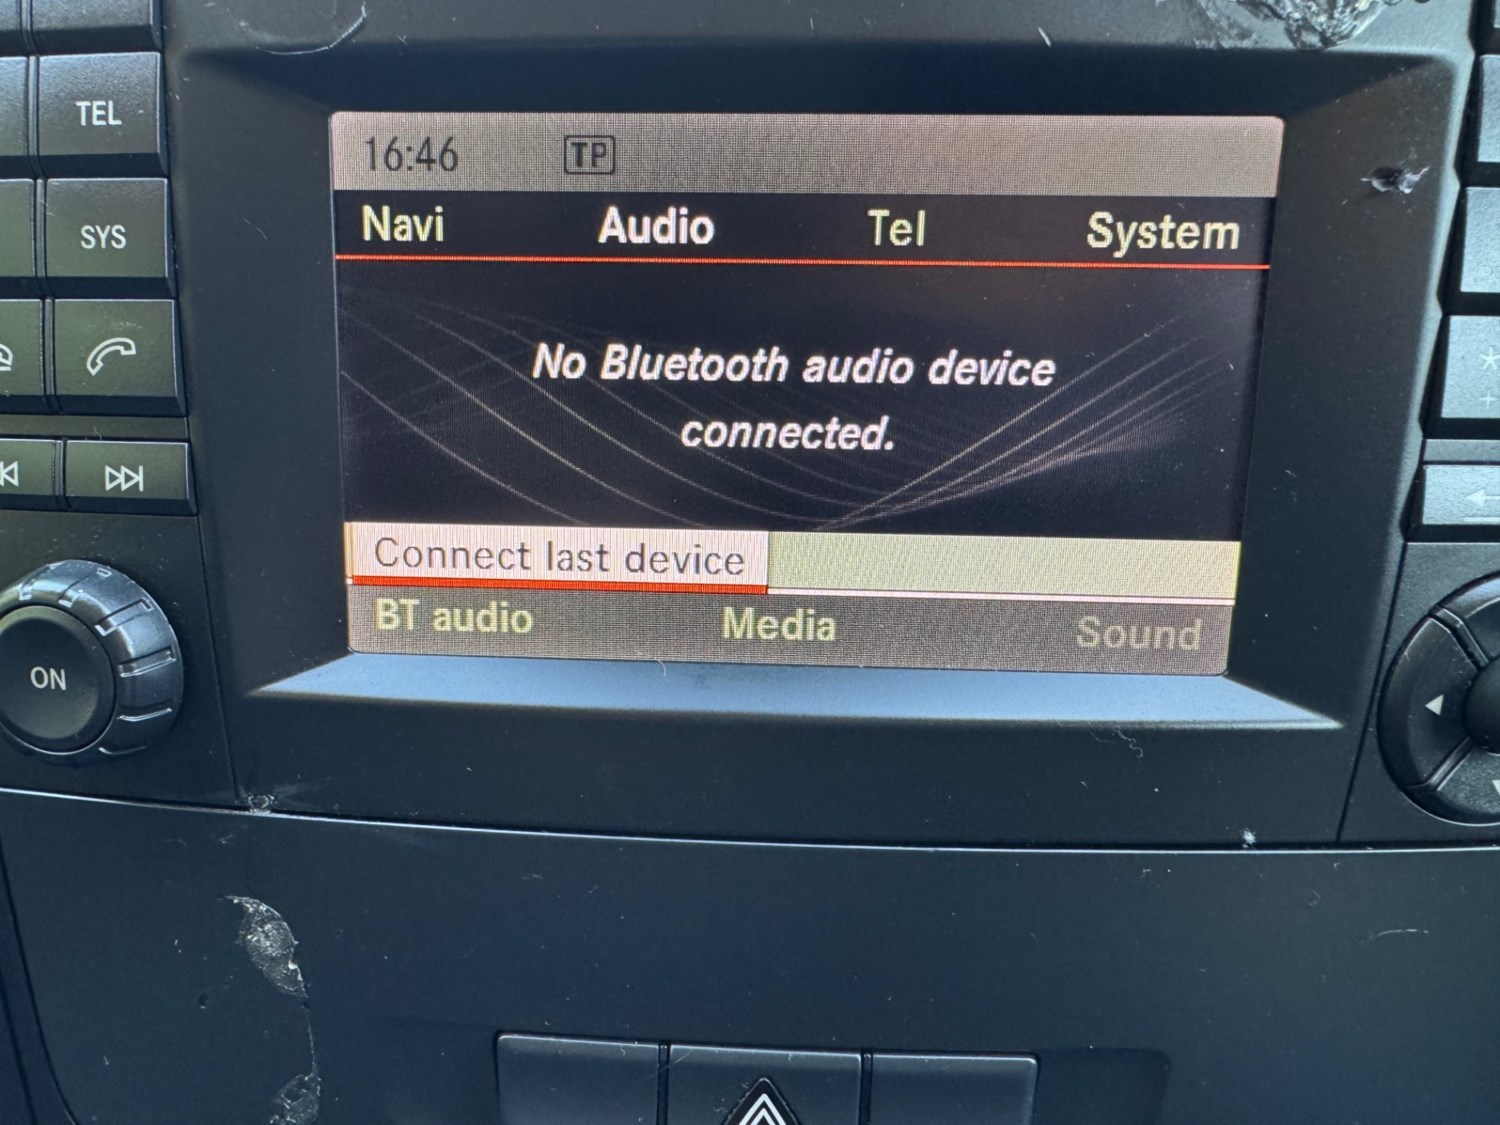 TEL
SYS
ON
16:46 TP
Navi Audio Tel System
No Bluetooth audio device
connected.
Connect last device
BT audio Media Sound